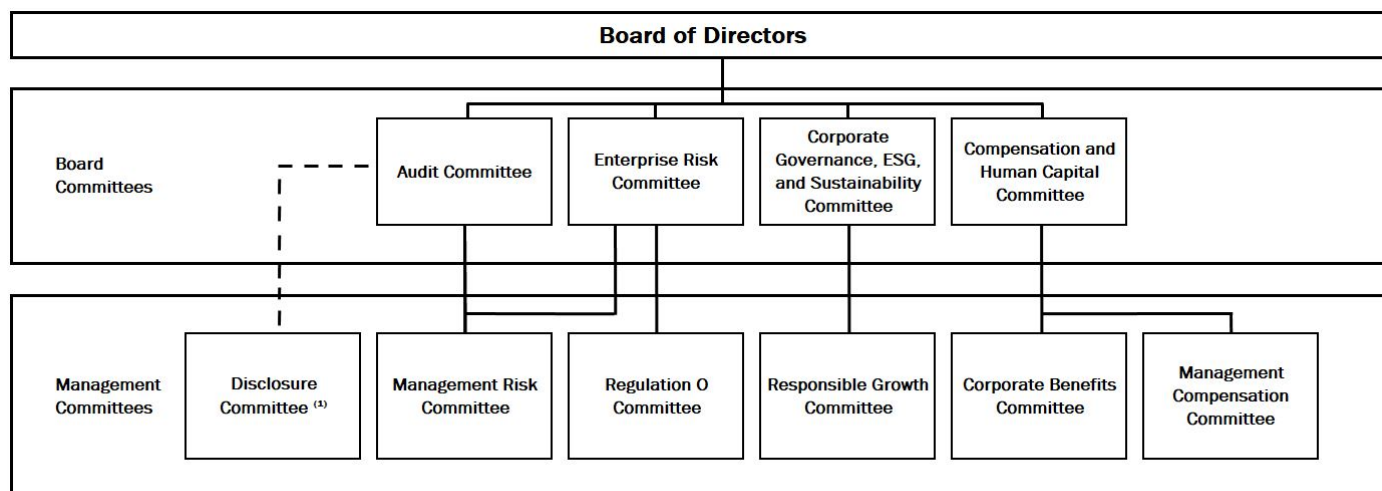 Board of Directors
Board
Committees
Audit Committee
Enterprise Risk
Committee
Corporate
Governance, ESG,
and Sustainability
Committee
Compensation and
Human Capital
Committee
Management
Committees
Disclosure
Committee (1)
Management Risk
Committee
Regulation O
Committee
Responsible Growth
Committee
Corporate Benefits
Committee
Management
Compensation
Committee